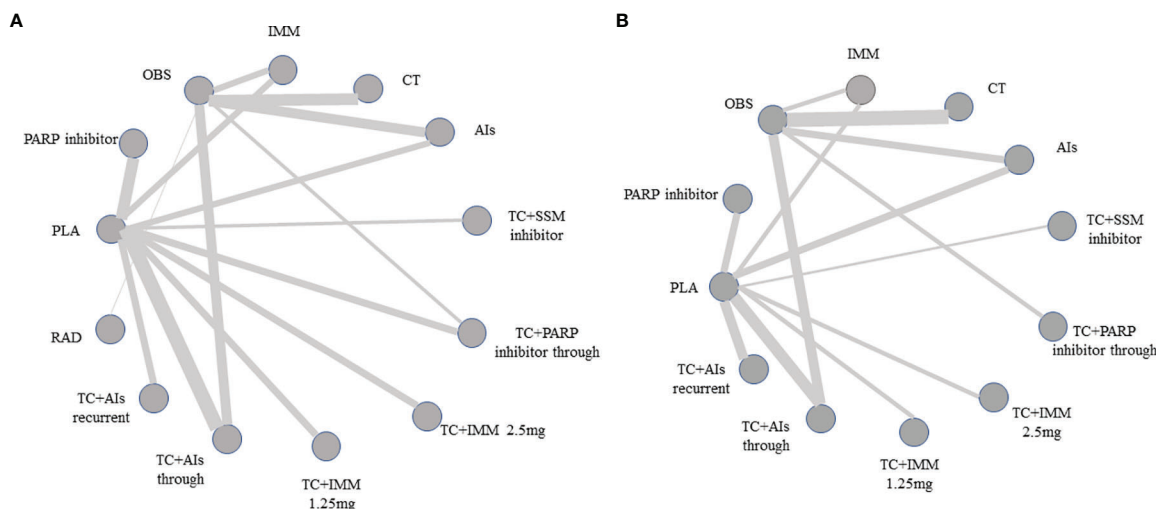 A
IMM
OBS
CT
AIs
PARP inhibitor
TC+SSM
inhibitor
PLA
TC+PARP
inhibitor through
RAD
TC+AIs
recurrent
TC+IMM 2.5mg
TC+AIs
through
TC+IMM
1.25mg
B
IMM
OBS
CT
AIs
PARP inhibitor
TC+SSM
inhibitor
PLA
TC+PARP
inhibitor through
TC+AIs
recurrent
TC+IMM
2.5mg
TC+AIs
through
TC+IMM
1.25mg